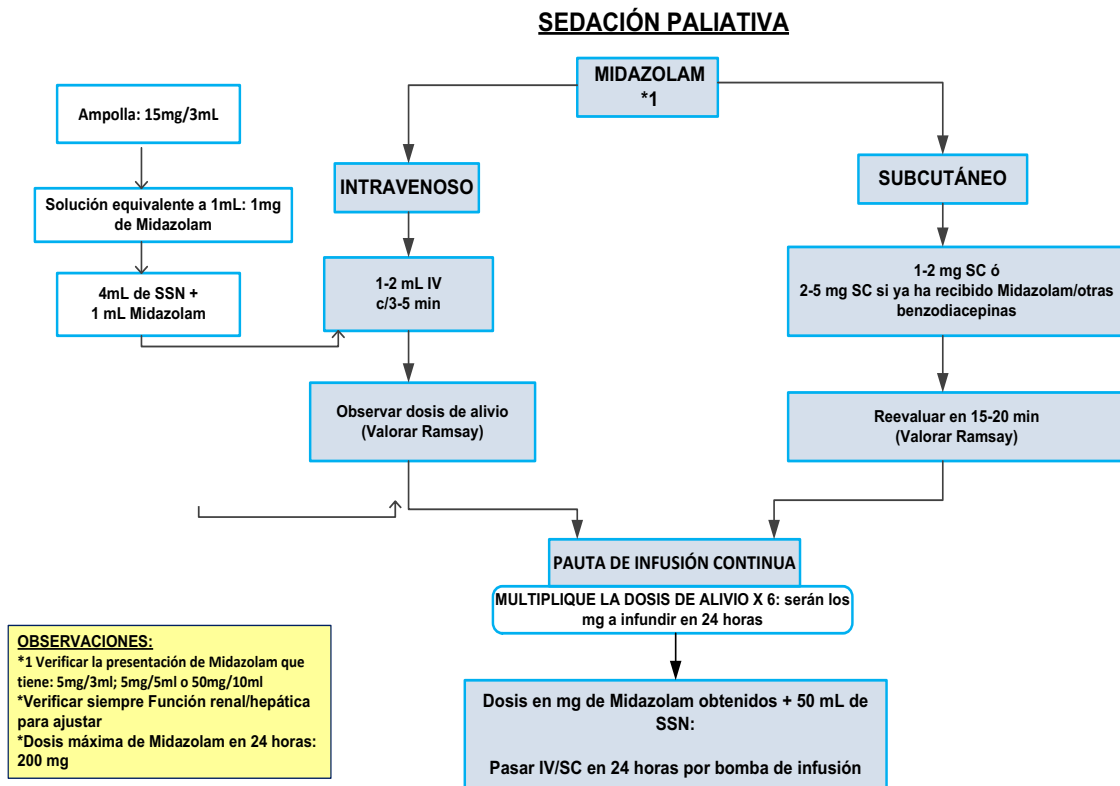 SEDACIÓN PALIATIVA
MIDAZOLAM
*1
Ampolla: 15mg/3mL
Solución equivalente a 1mL: 1mg
de Midazolam
4mL de SSN +
1 mL Midazolam
INTRAVENOSO
1-2 mL IV
c/3-5 min
Observar dosis de alivio
(Valorar Ramsay)
SUBCUTÁNEO
1-2 mg SC ó
2-5 mg SC si ya ha recibido Midazolam/otras
benzodiacepinas
Reevaluar en 15-20 min
(Valorar Ramsay)
PAUTA DE INFUSIÓN CONTINUA
MULTIPLIQUE LA DOSIS DE ALIVIO X 6: serán los
mg a infundir en 24 horas
Dosis en mg de Midazolam obtenidos + 50 mL de
SSN:
Pasar IV/SC en 24 horas por bomba de infusión
OBSERVACIONES:
*1 Verificar la presentación de Midazolam que
tiene: 5mg/3ml; 5mg/5ml o 50mg/10ml
*Verificar siempre Función renal/hepática
para ajustar
*Dosis máxima de Midazolam en 24 horas:
200 mg